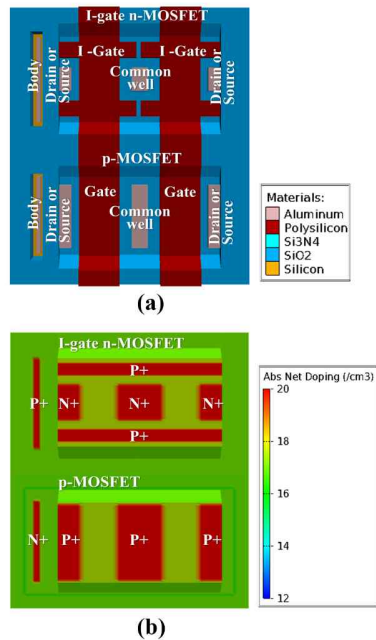 I-gate n-MOSFET
I -Gate
I -Gate
Body
Drain or
Source
Common
well
Drain or
Source
p-MOSFET
Body
Drain or
Source
Gate
Common
well
Gate
Drain or
Source
Materials:
Aluminum
Polysilicon
Si3N4
SiO2
Silicon
(a)
I-gate n-MOSFET
P+
P+
N+
N+
N+
P+
p-MOSFET
N+
P+
P+
P+
Abs Net Doping (/cm3)
20
18
16
14
12
(b)